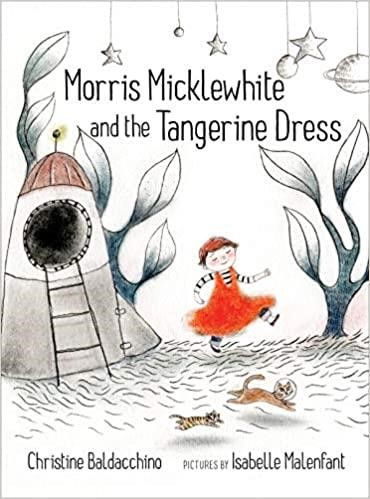 Morris Micklewhite
and the Tangerine Dress
Christine Baldacchino PICTURES BY Isabelle Malenfant